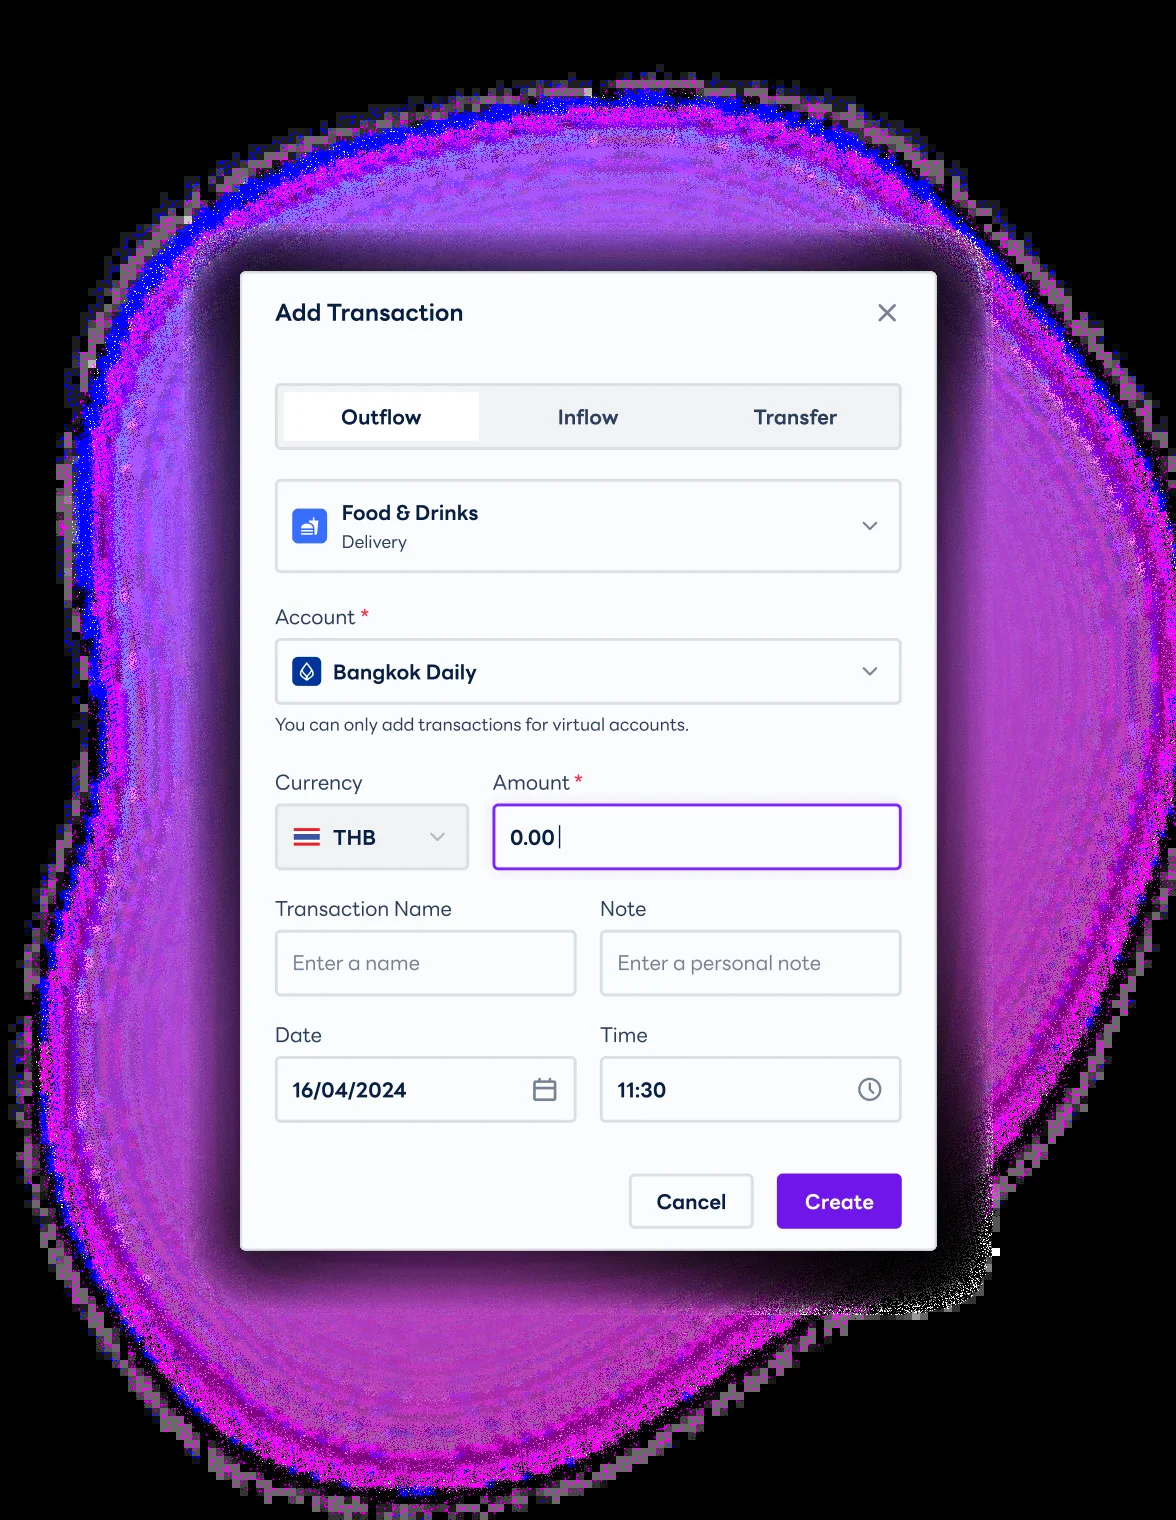 Add Transaction
Outflow Inflow Transfer
Food & Drinks
Delivery
Account *
Bangkok Daily
You can only add transactions for virtual accounts.
Currency Amount *
THB 0.00
Transaction Name Note
Enter a name Enter a personal note
Date Time
16/04/2024 11:30
Cancel Create